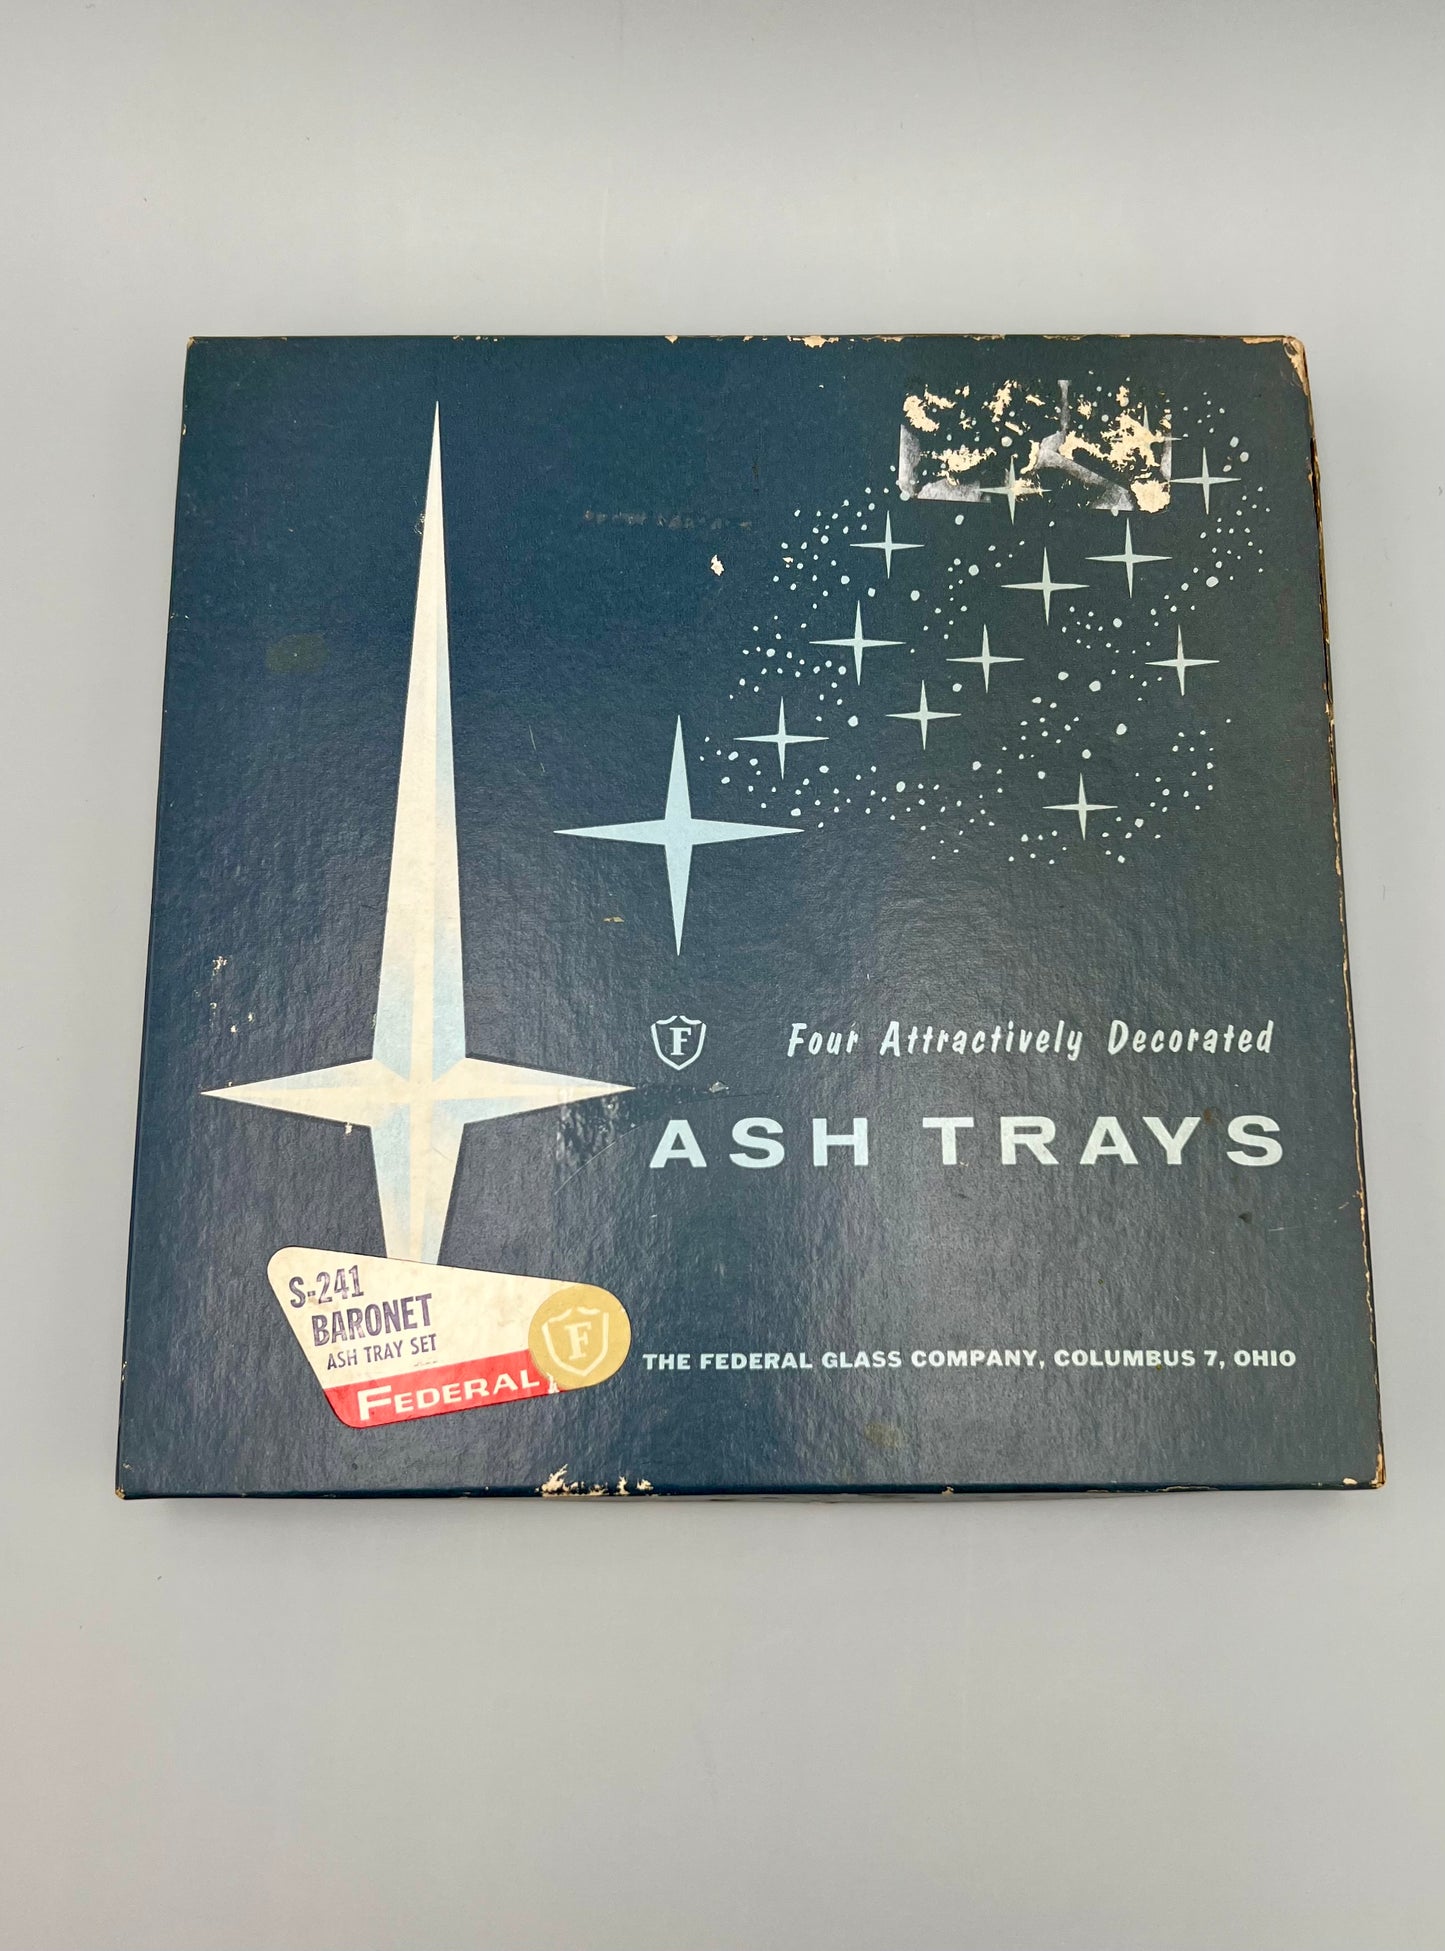 F
Four Attractively Decorated
ASH TRAYS
S-241
BARONET
ASH TRAY SET
FEDERAL
F
THE FEDERAL GLASS COMPANY, COLUMBUS 7, OHIO